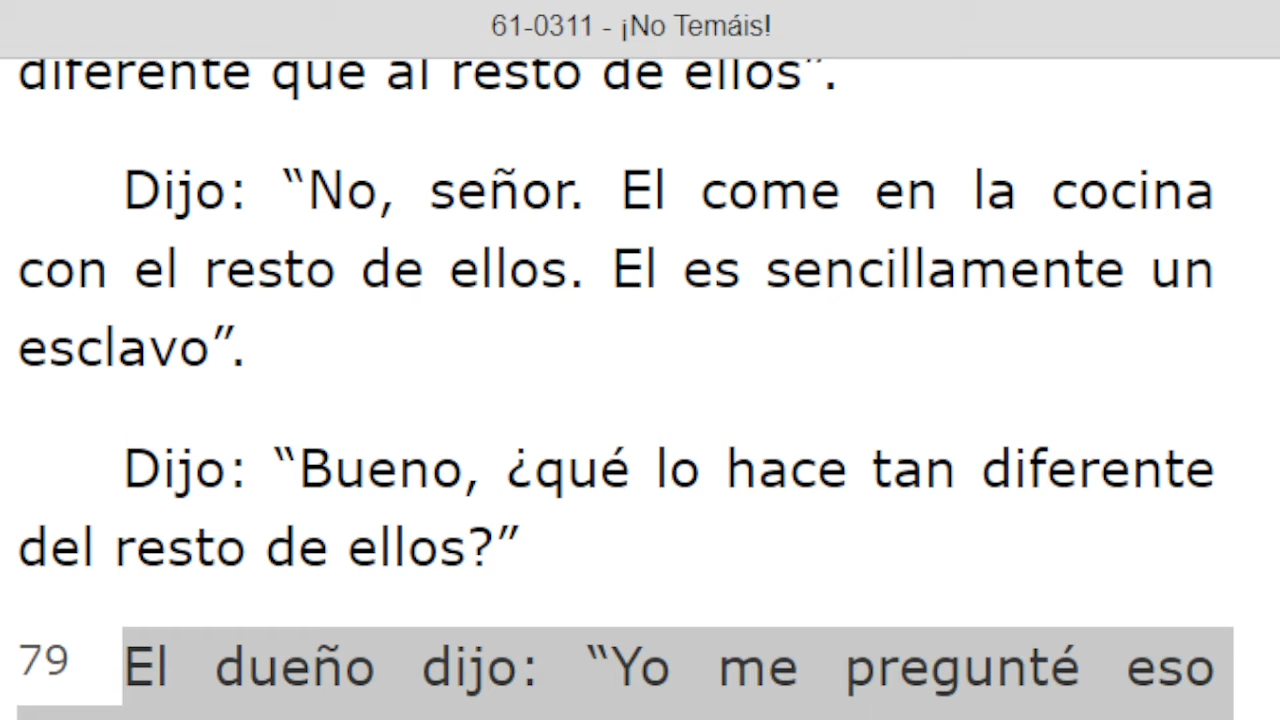 61-0311 - ¡No Temáis!
diferente que al resto de ellos”.
Dijo: “No, señor. El come en la cocina
con el resto de ellos. El es sencillamente un
esclavo”.
Dijo: “Bueno, ¿qué lo hace tan diferente
del resto de ellos?”
79 El dueño dijo: “Yo me pregunté eso